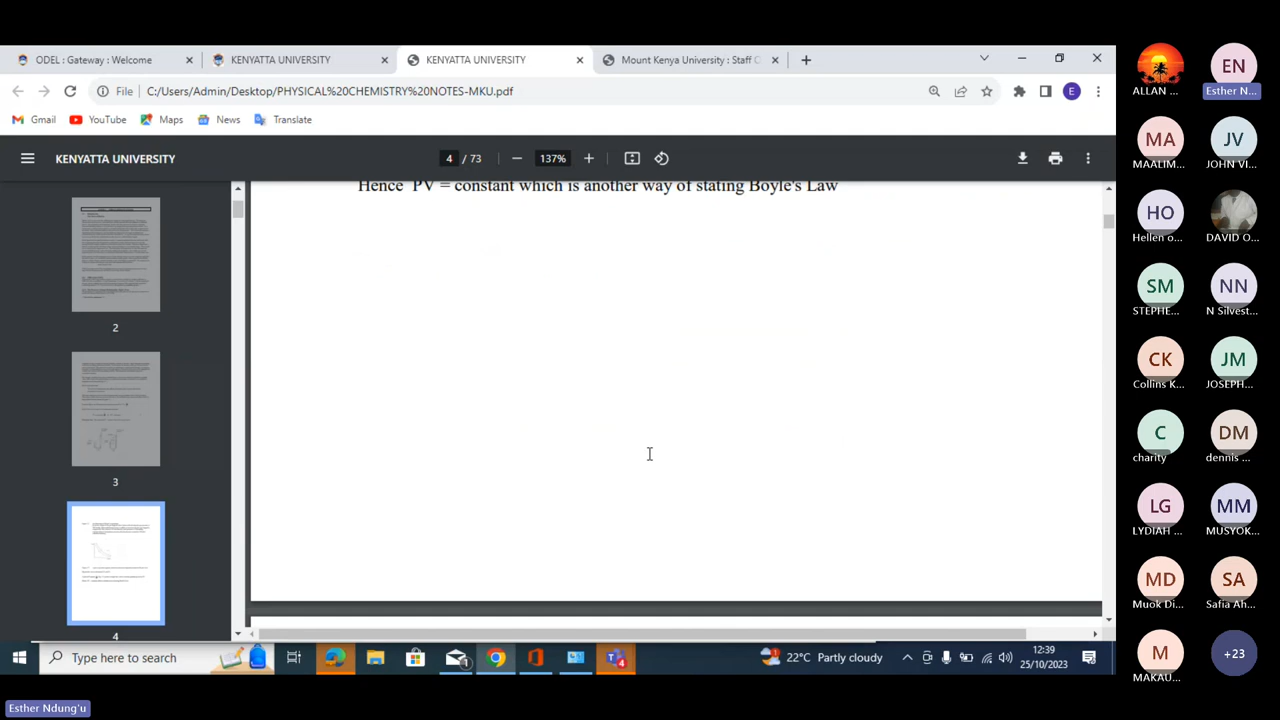 ODEL : Gateway : Welcome
KENYATTA UNIVERSITY
KENYATTA UNIVERSITY
Mount Kenya University : Staff
File
C:/Users/Admin/Desktop/PHYSICAL%20CHEMISTRY%20NOTES-MKU.pdf
E
Gmail
YouTube
Maps
News
Translate
KENYATTA UNIVERSITY
4 / 73
137%
Hence PV = constant which is another way of stating Boyle's Law
2
3
4
Type here to search
1
4
22°C Partly cloudy
12:39
25/10/2023
Esther Ndung'u
ALLAN ...
EN
Esther N...
MA
MAALIM...
JV
JOHN VI...
HO
Hellen o...
DAVID O...
SM
STEPHE...
NN
N Silvest...
CK
Collins K...
JM
JOSEPH...
C
charity
DM
dennis ...
LG
LYDIAH ...
MM
MUSYOK...
MD
Muok Di...
SA
Safia Ah...
M
MAKAU...
+23